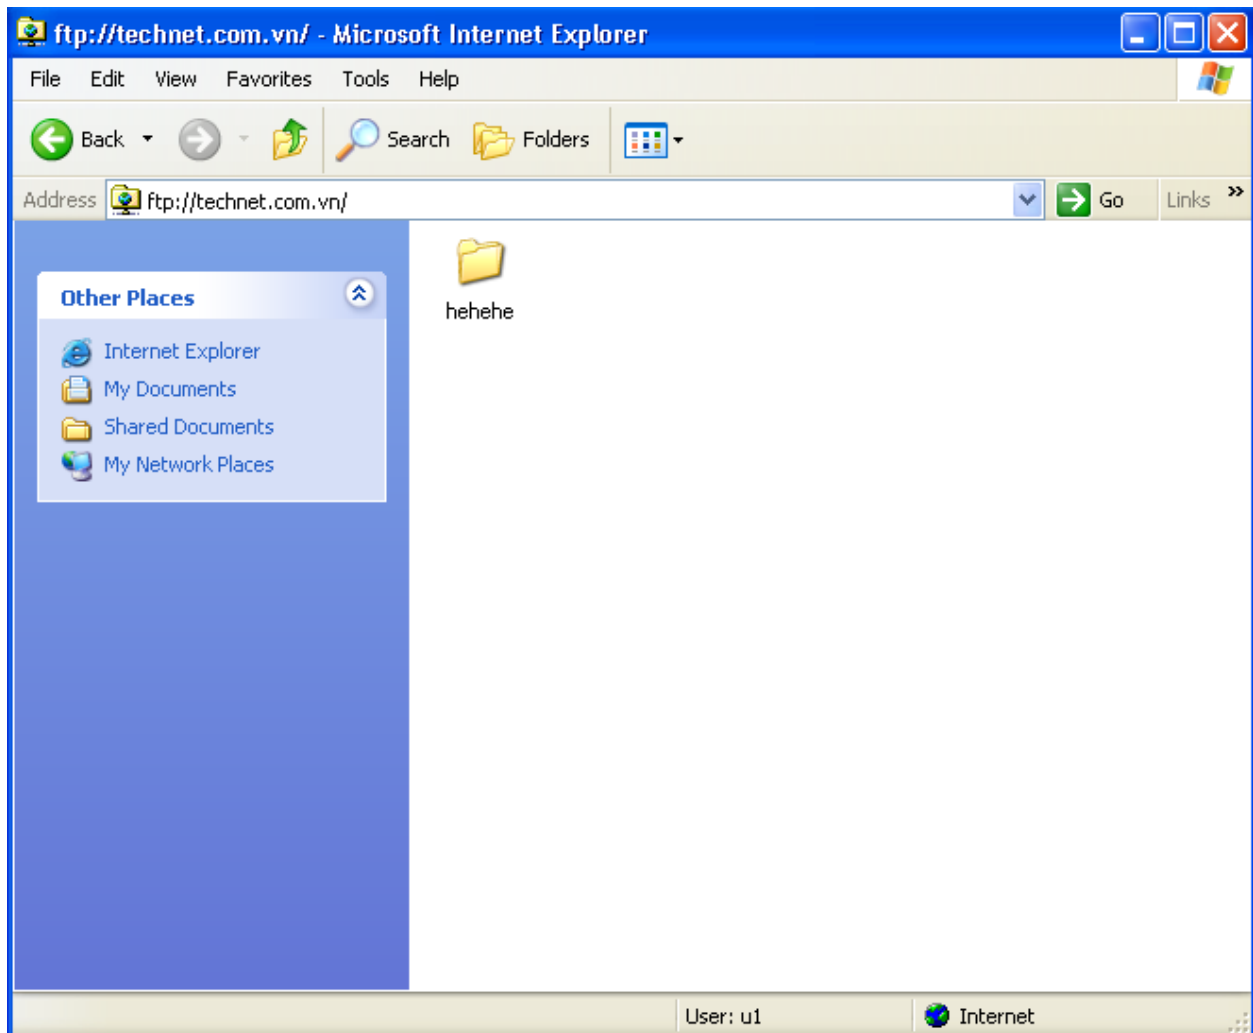 ftp://technet.com.vn/ - Microsoft Internet Explorer
File Edit View Favorites Tools Help
Back Search Folders
Address ftp://technet.com.vn/ Go Links »
Other Places
Internet Explorer
My Documents
Shared Documents
My Network Places
hehehe
User: u1 Internet